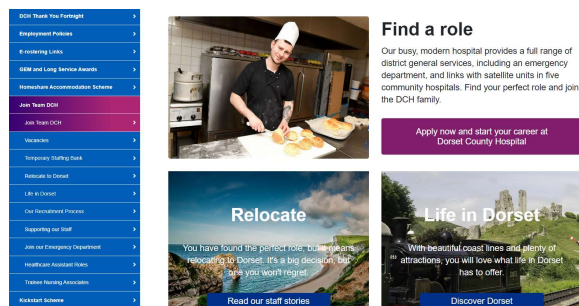 DCH Thank You Fortnight
Employment Policies
E-rostering Links
GEM and Long Service Awards
Homeshare Accommodation Scheme
Join Team DCH
Join Team DCH
Vacancies
Temporary Staffing Bank
Relocate to Dorset
Life in Dorset
Our Recruitment Process
Supporting our Staff
Join our Emergency Department
Healthcare Assistant Roles
Trainee Nursing Associates
Kickstart Scheme
Find a role
Our busy, modern hospital provides a full range of
district general services, including an emergency
department, and links with satellite units in five
community hospitals. Find your perfect role and join
the DCH family.
Apply now and start your career at
Dorset County Hospital
Relocate
You have found the perfect role, but it means
relocating to Dorset. It's a big decision, but
one you won't regret.
Read our staff stories
Life in Dorset
With beautiful coast lines and plenty of
attractions, you will love what life in Dorset
has to offer.
Discover Dorset